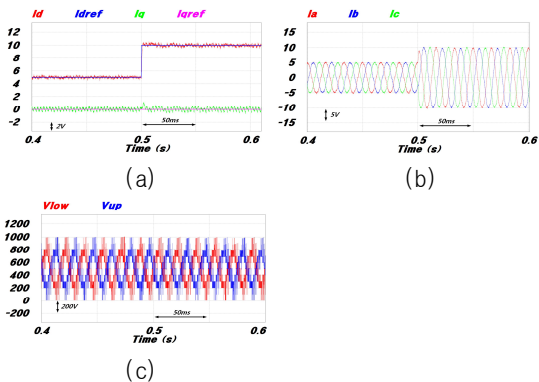 Id Idref Iq Iqref
12
10
8
6
4
2
0
-2
2V
50ms
0.4 0.5 0.6
Time (s)
(a)
Ia Ib Ic
15
10
5
0
-5
-10
-15
5V
50ms
0.4 0.5 0.6
Time (s)
(b)
Vlow Vup
1200
1000
800
600
400
200
0
-200
200V
50ms
0.4 0.5 0.6
Time (s)
(c)